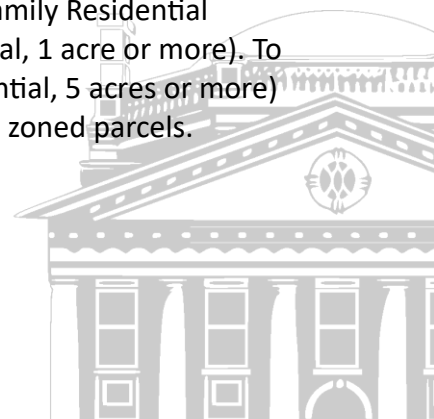 amily Residential
al, 1 acre or more). To
ntial, 5 acres or more)
zoned parcels.